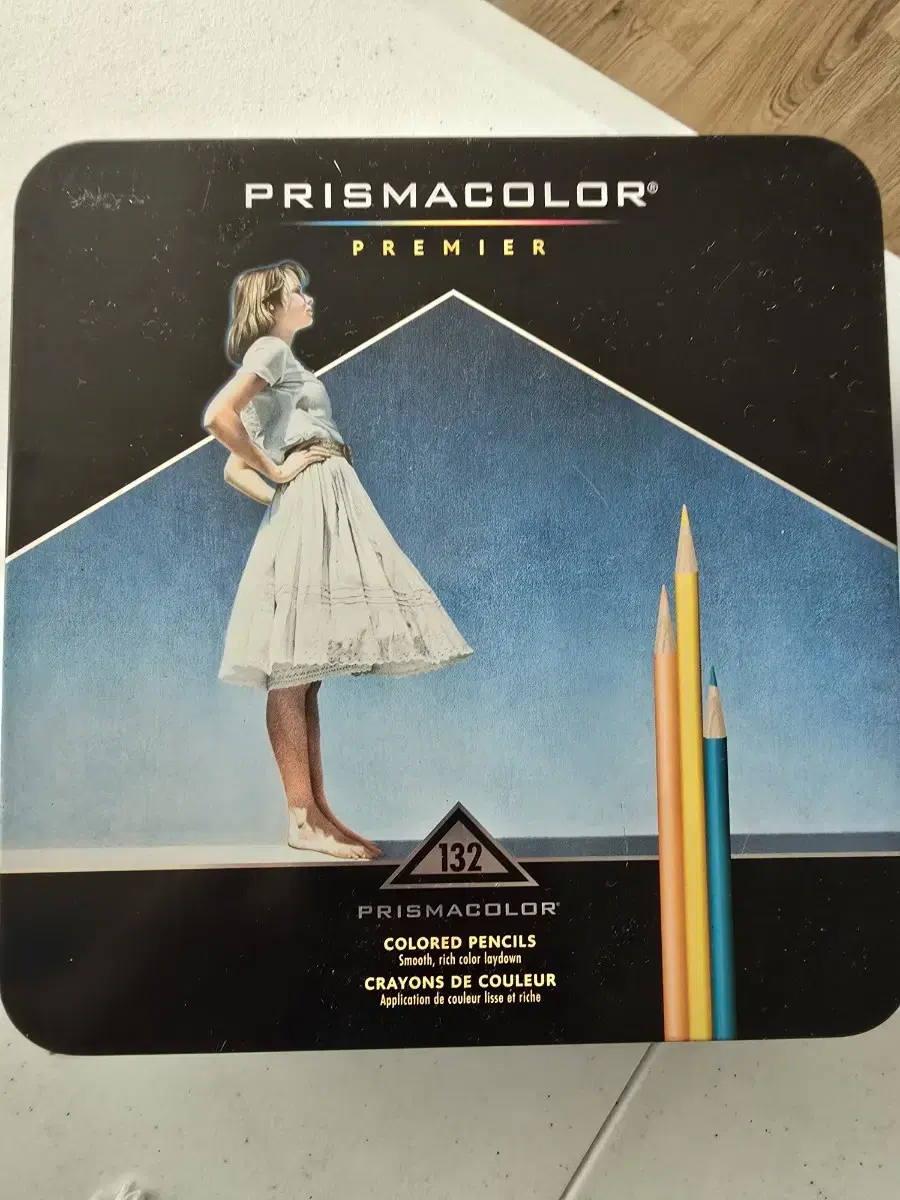 PRISMACOLOR®
PREMIER
132
PRISMACOLOR®
COLORED PENCILS
Smooth, rich color laydown
CRAYONS DE COULEUR
Application de couleur lisse et riche